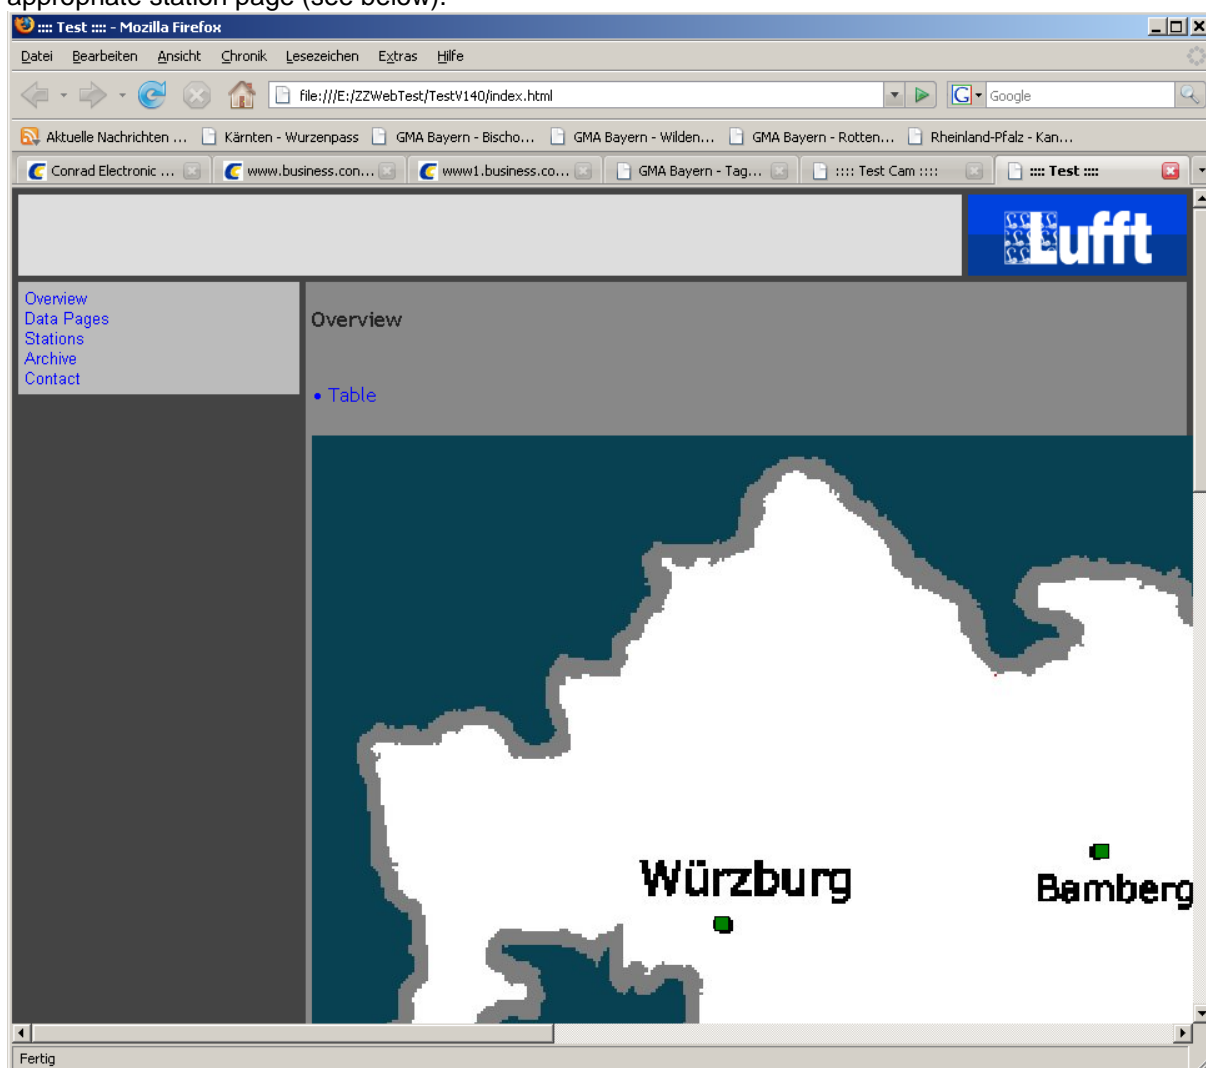 appropriate station page (see below).
:::: Test :::: - Mozilla Firefox
Datei Bearbeiten Ansicht Chronik Lesezeichen Extras Hilfe
file:///E:/ZZWebTest/TestV140/index.html
G Google
Aktuelle Nachrichten ... Kärnten - Wurzenpass GMA Bayern - Bischo... GMA Bayern - Wilden... GMA Bayern - Rotten... Rheinland-Pfalz - Kan...
Conrad Electronic ... www.business.con... www1.business.co... GMA Bayern - Tag... :::: Test Cam :::: :::: Test ::::
Lufft
Overview
Data Pages
Stations
Archive
Contact
Overview
• Table
Würzburg
Bamberg
Fertig